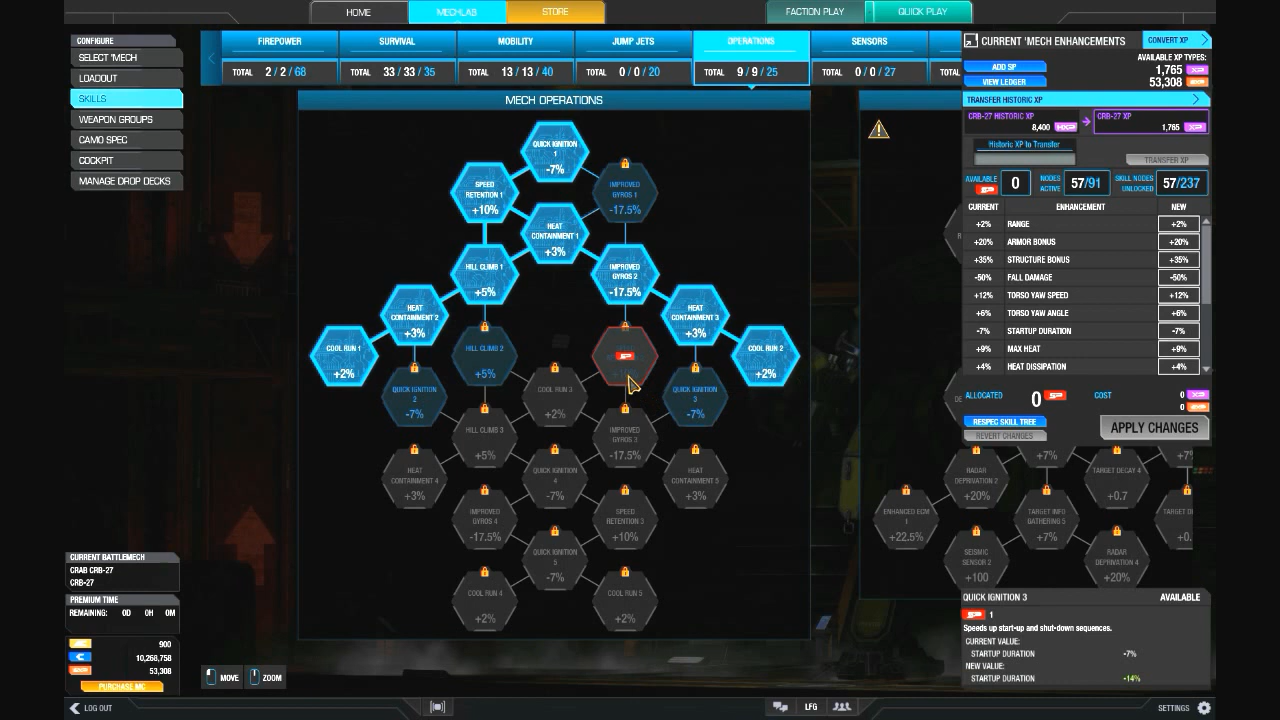 HOME
MECHLAB
STORE
FACTION PLAY
QUICK PLAY
CONFIGURE
SELECT 'MECH
LOADOUT
SKILLS
WEAPON GROUPS
CAMO SPEC
COCKPIT
MANAGE DROP DECKS
FIREPOWER
SURVIVAL
MOBILITY
JUMP JETS
OPERATIONS
SENSORS
TOTAL 2 / 2 / 68
TOTAL 33 / 33 / 35
TOTAL 13 / 13 / 40
TOTAL 0 / 0 / 20
TOTAL 9 / 9 / 25
TOTAL 0 / 0 / 27
TOTAL
MECH OPERATIONS
QUICK IGNITION
1
-7%
SPEED
RETENTION 1
+10%
IMPROVED
GYROS 1
-17.5%
HEAT
CONTAINMENT 1
+3%
HILL CLIMB 1
+5%
IMPROVED
GYROS 2
-17.5%
HEAT
CONTAINMENT 2
+3%
HEAT
CONTAINMENT 3
+3%
COOL RUN 1
+2%
HILL CLIMB 2
+5%
SP
COOL RUN 2
+2%
QUICK IGNITION
2
-7%
COOL RUN 3
+2%
QUICK IGNITION
3
-7%
HILL CLIMB 3
+5%
IMPROVED
GYROS 3
-17.5%
HEAT
CONTAINMENT 4
+3%
QUICK IGNITION
4
-7%
HEAT
CONTAINMENT 5
+3%
IMPROVED
GYROS 4
-17.5%
SPEED
RETENTION 3
+10%
QUICK IGNITION
5
-7%
COOL RUN 4
+2%
COOL RUN 5
+2%
CURRENT 'MECH ENHANCEMENTS
CONVERT XP
ADD SP
VIEW LEDGER
AVAILABLE XP TYPES:
1,765 XP
53,308
TRANSFER HISTORIC XP
CRB-27 HISTORIC XP
8,400 HXP
CRB-27 XP
1,765 XP
Historic XP to Transfer
TRANSFER XP
AVAILABLE
SP
0
NODES
ACTIVE
57/91
SKILL NODES
UNLOCKED
57/237
CURRENT ENHANCEMENT NEW
+2% RANGE +2%
+20% ARMOR BONUS +20%
+35% STRUCTURE BONUS +35%
-50% FALL DAMAGE -50%
+12% TORSO YAW SPEED +12%
+6% TORSO YAW ANGLE +6%
-7% STARTUP DURATION -7%
+9% MAX HEAT +9%
+4% HEAT DISSIPATION +4%
ALLOCATED 0 SP
COST 0 XP
0
RESPEC SKILL TREE
REVERT CHANGES
APPLY CHANGES
+7%
+7%
RADAR
DEPRIVATION 2
+20%
TARGET DECAY 4
+0.7
ENHANCED ECM
1
+22.5%
TARGET INFO
GATHERING 5
+7%
TARGET IN
+0.
SEISMIC
SENSOR 2
+100
RADAR
DEPRIVATION 4
+20%
QUICK IGNITION 3 AVAILABLE
SP 1
Speeds up start-up and shut-down sequences.
CURRENT VALUE:
STARTUP DURATION -7%
NEW VALUE:
STARTUP DURATION -14%
CURRENT BATTLEMECH
CRAB CRB-27
CRB-27
PREMIUM TIME
REMAINING: 0D 0H 0M
MC 900
C 10,268,758
53,308
PURCHASE MC
MOVE
ZOOM
LOG OUT
LFG
SETTINGS